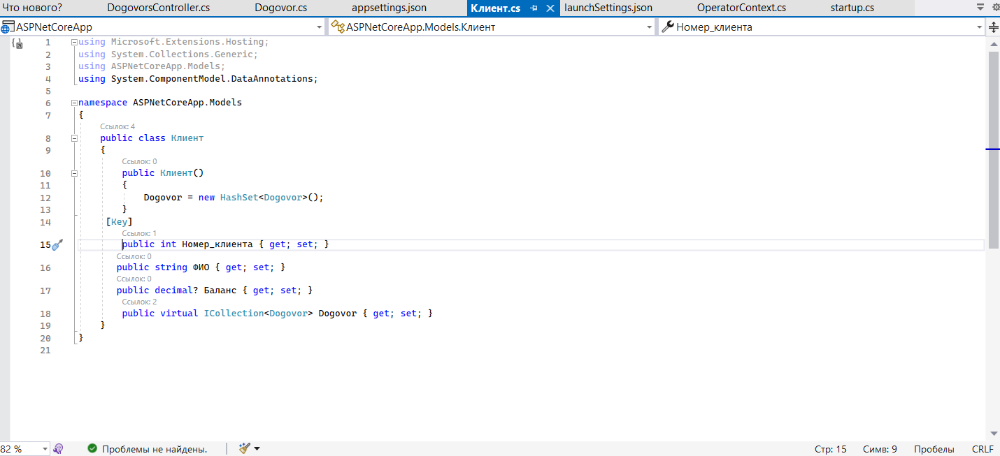 Что нового? DogovorsController.cs Dogovor.cs appsettings.json Клиент.cs launchSettings.json OperatorContext.cs startup.cs
ASPNetCoreApp ASPNetCoreApp.Models.Клиент Номер_клиента
1 using Microsoft.Extensions.Hosting;
2 using System.Collections.Generic;
3 using ASPNetCoreApp.Models;
4 using System.ComponentModel.DataAnnotations;
5
6 namespace ASPNetCoreApp.Models
7 {
Ссылок: 4
8 public class Клиент
9 {
Ссылок: 0
10 public Клиент()
11 {
12 Dogovor = new HashSet<Dogovor>();
13 }
14 [Key]
Ссылок: 1
15 public int Номер_клиента { get; set; }
Ссылок: 0
16 public string ФИО { get; set; }
Ссылок: 0
17 public decimal? Баланс { get; set; }
Ссылок: 2
18 public virtual ICollection<Dogovor> Dogovor { get; set; }
19 }
20 }
21
82 % Проблемы не найдены. Стр: 15 Симв: 9 Пробелы CRLF